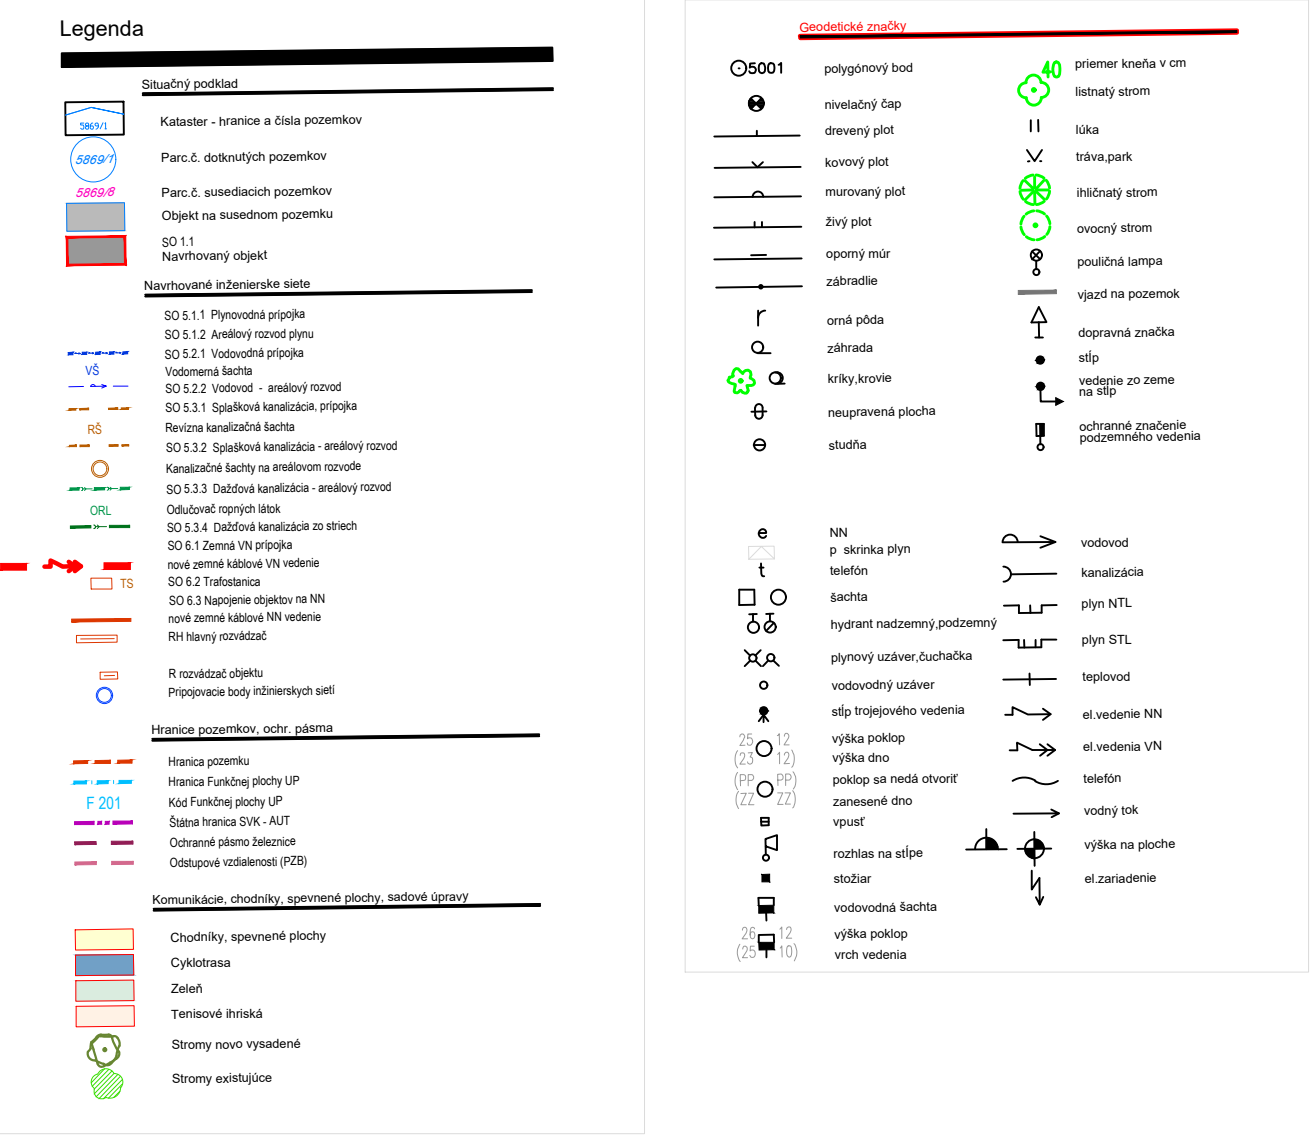 Legenda
Situačný podklad
5869/1
Kataster - hranice a čísla pozemkov
5869/1
Parc.č. dotknutých pozemkov
5869/8
Parc.č. susediacich pozemkov
Objekt na susednom pozemku
SO 1.1
Navrhovaný objekt
Navrhované inžinierske siete
SO 5.1.1 Plynovodná prípojka
SO 5.1.2 Areálový rozvod plynu
SO 5.2.1 Vodovodná prípojka
VŠ Vodomerná šachta
SO 5.2.2 Vodovod - areálový rozvod
SO 5.3.1 Splašková kanalizácia, prípojka
RŠ Revízna kanalizačná šachta
SO 5.3.2 Splašková kanalizácia - areálový rozvod
Kanalizačné šachty na areálovom rozvode
SO 5.3.3 Dažďová kanalizácia - areálový rozvod
ORL Odlučovač ropných látok
SO 5.3.4 Dažďová kanalizácia zo striech
SO 6.1 Zemná VN prípojka
nové zemné káblové VN vedenie
TS SO 6.2 Trafostanica
SO 6.3 Napojenie objektov na NN
nové zemné káblové NN vedenie
RH hlavný rozvádzač
R rozvádzač objektu
Pripojovacie body inžinierskych sietí
Hranice pozemkov, ochr. pásma
Hranica pozemku
Hranica Funkčnej plochy UP
F 201 Kód Funkčnej plochy UP
Štátna hranica SVK - AUT
Ochranné pásmo železnice
Odstupové vzdialenosti (PZB)
Komunikácie, chodníky, spevnené plochy, sadové úpravy
Chodníky, spevnené plochy
Cyklotrasa
Zeleň
Tenisové ihriská
Stromy novo vysadené
Stromy existujúce
Geodetické značky
5001 polygónový bod
nivelačný čap
drevený plot
kovový plot
murovaný plot
živý plot
oporný múr
zábradlie
orná pôda
záhrada
kríky,krovie
neupravená plocha
studňa
40 priemer kneňa v cm
listnatý strom
lúka
tráva,park
ihličnatý strom
ovocný strom
pouličná lampa
vjazd na pozemok
dopravná značka
stĺp
vedenie zo zeme
na stĺp
ochranné značenie
podzemného vedenia
e NN
p skrinka plyn
t telefón
šachta
hydrant nadzemný,podzemný
plynový uzáver,čuchačka
vodovodný uzáver
stĺp trojejového vedenia
25 12 výška poklop
(23 12) výška dno
(PP PP) poklop sa nedá otvoriť
(ZZ ZZ) zanesené dno
vpusť
rozhlas na stĺpe
stožiar
vodovodná šachta
26 12 výška poklop
(25 10) vrch vedenia
vodovod
kanalizácia
plyn NTL
plyn STL
teplovod
el.vedenie NN
el.vedenia VN
telefón
vodný tok
výška na ploche
el.zariadenie